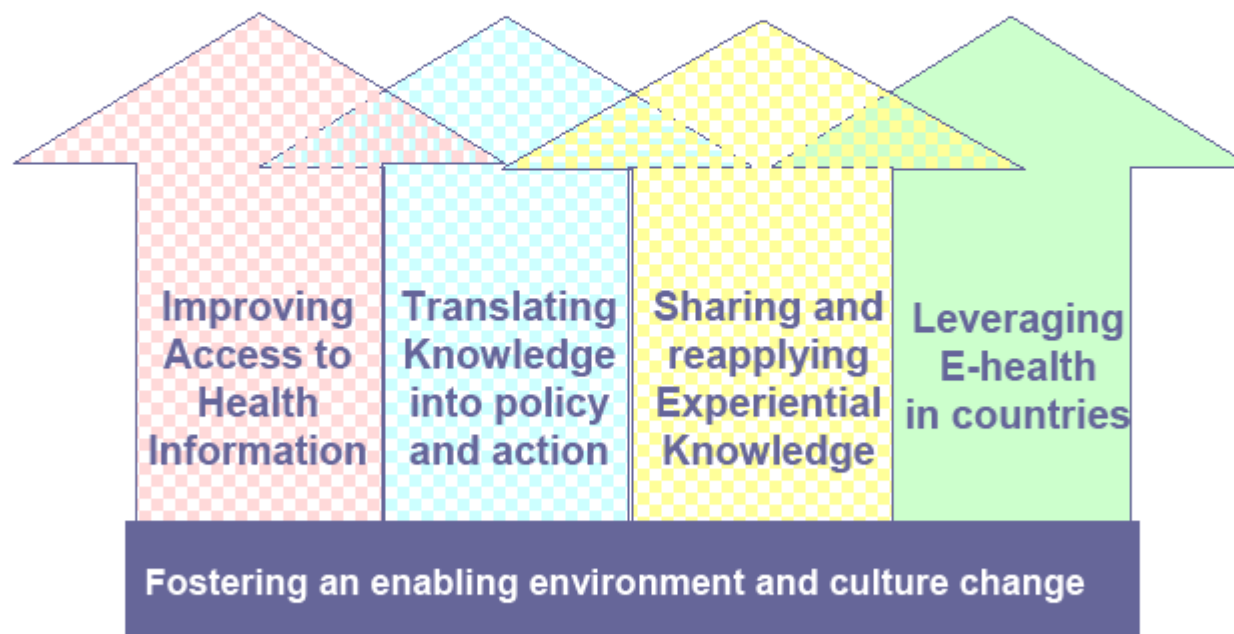 Improving
Access to
Health
Information
Translating
Knowledge
into policy
and action
Sharing and
reapplying
Experiential
Knowledge
Leveraging
E-health
in countries
Fostering an enabling environment and culture change